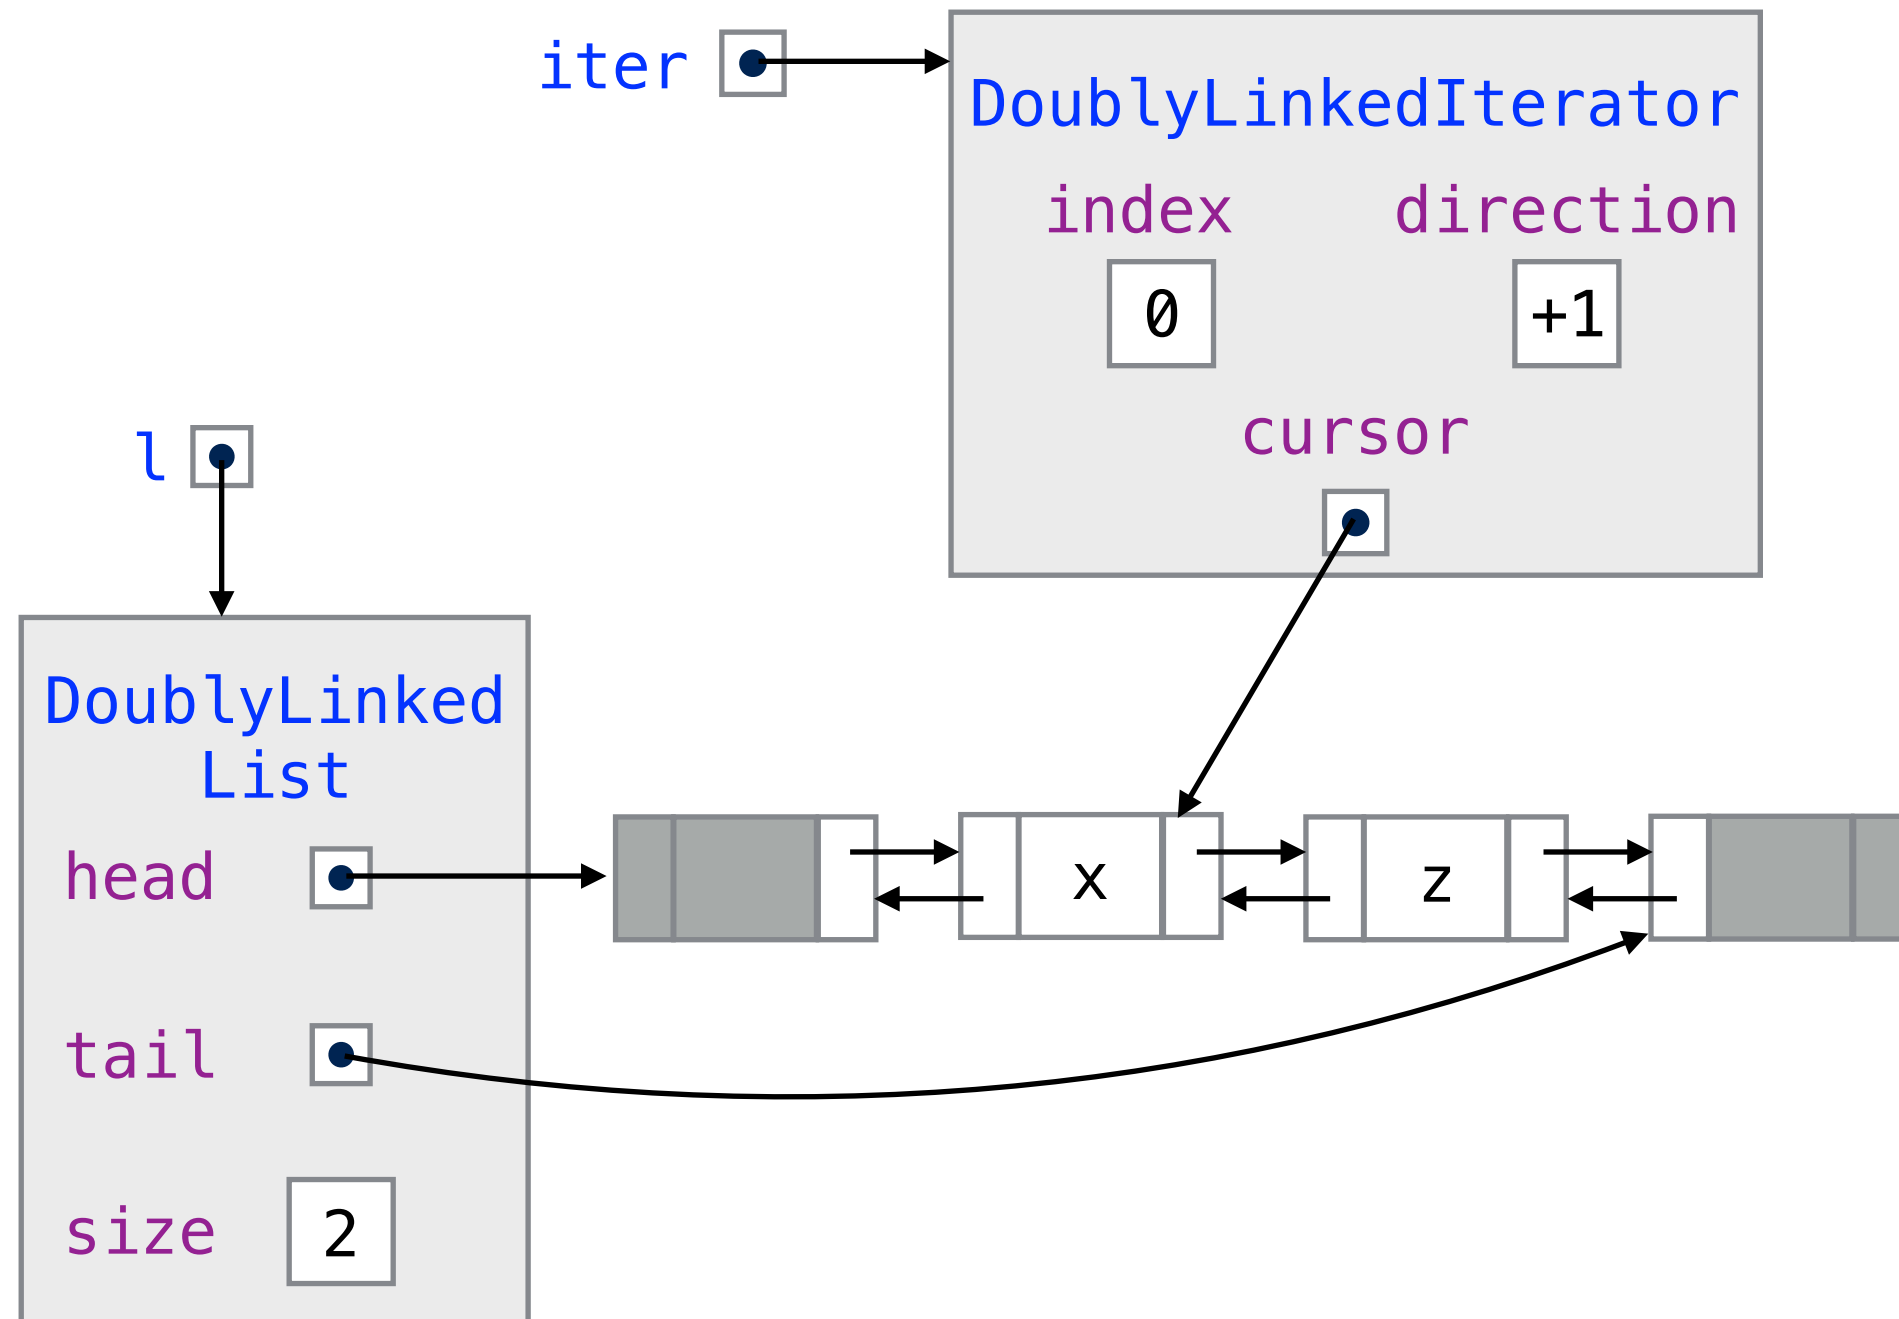 iter
DoublyLinkedIterator
index direction
0 +1
cursor
l
DoublyLinked
List
head
x z
tail
size 2